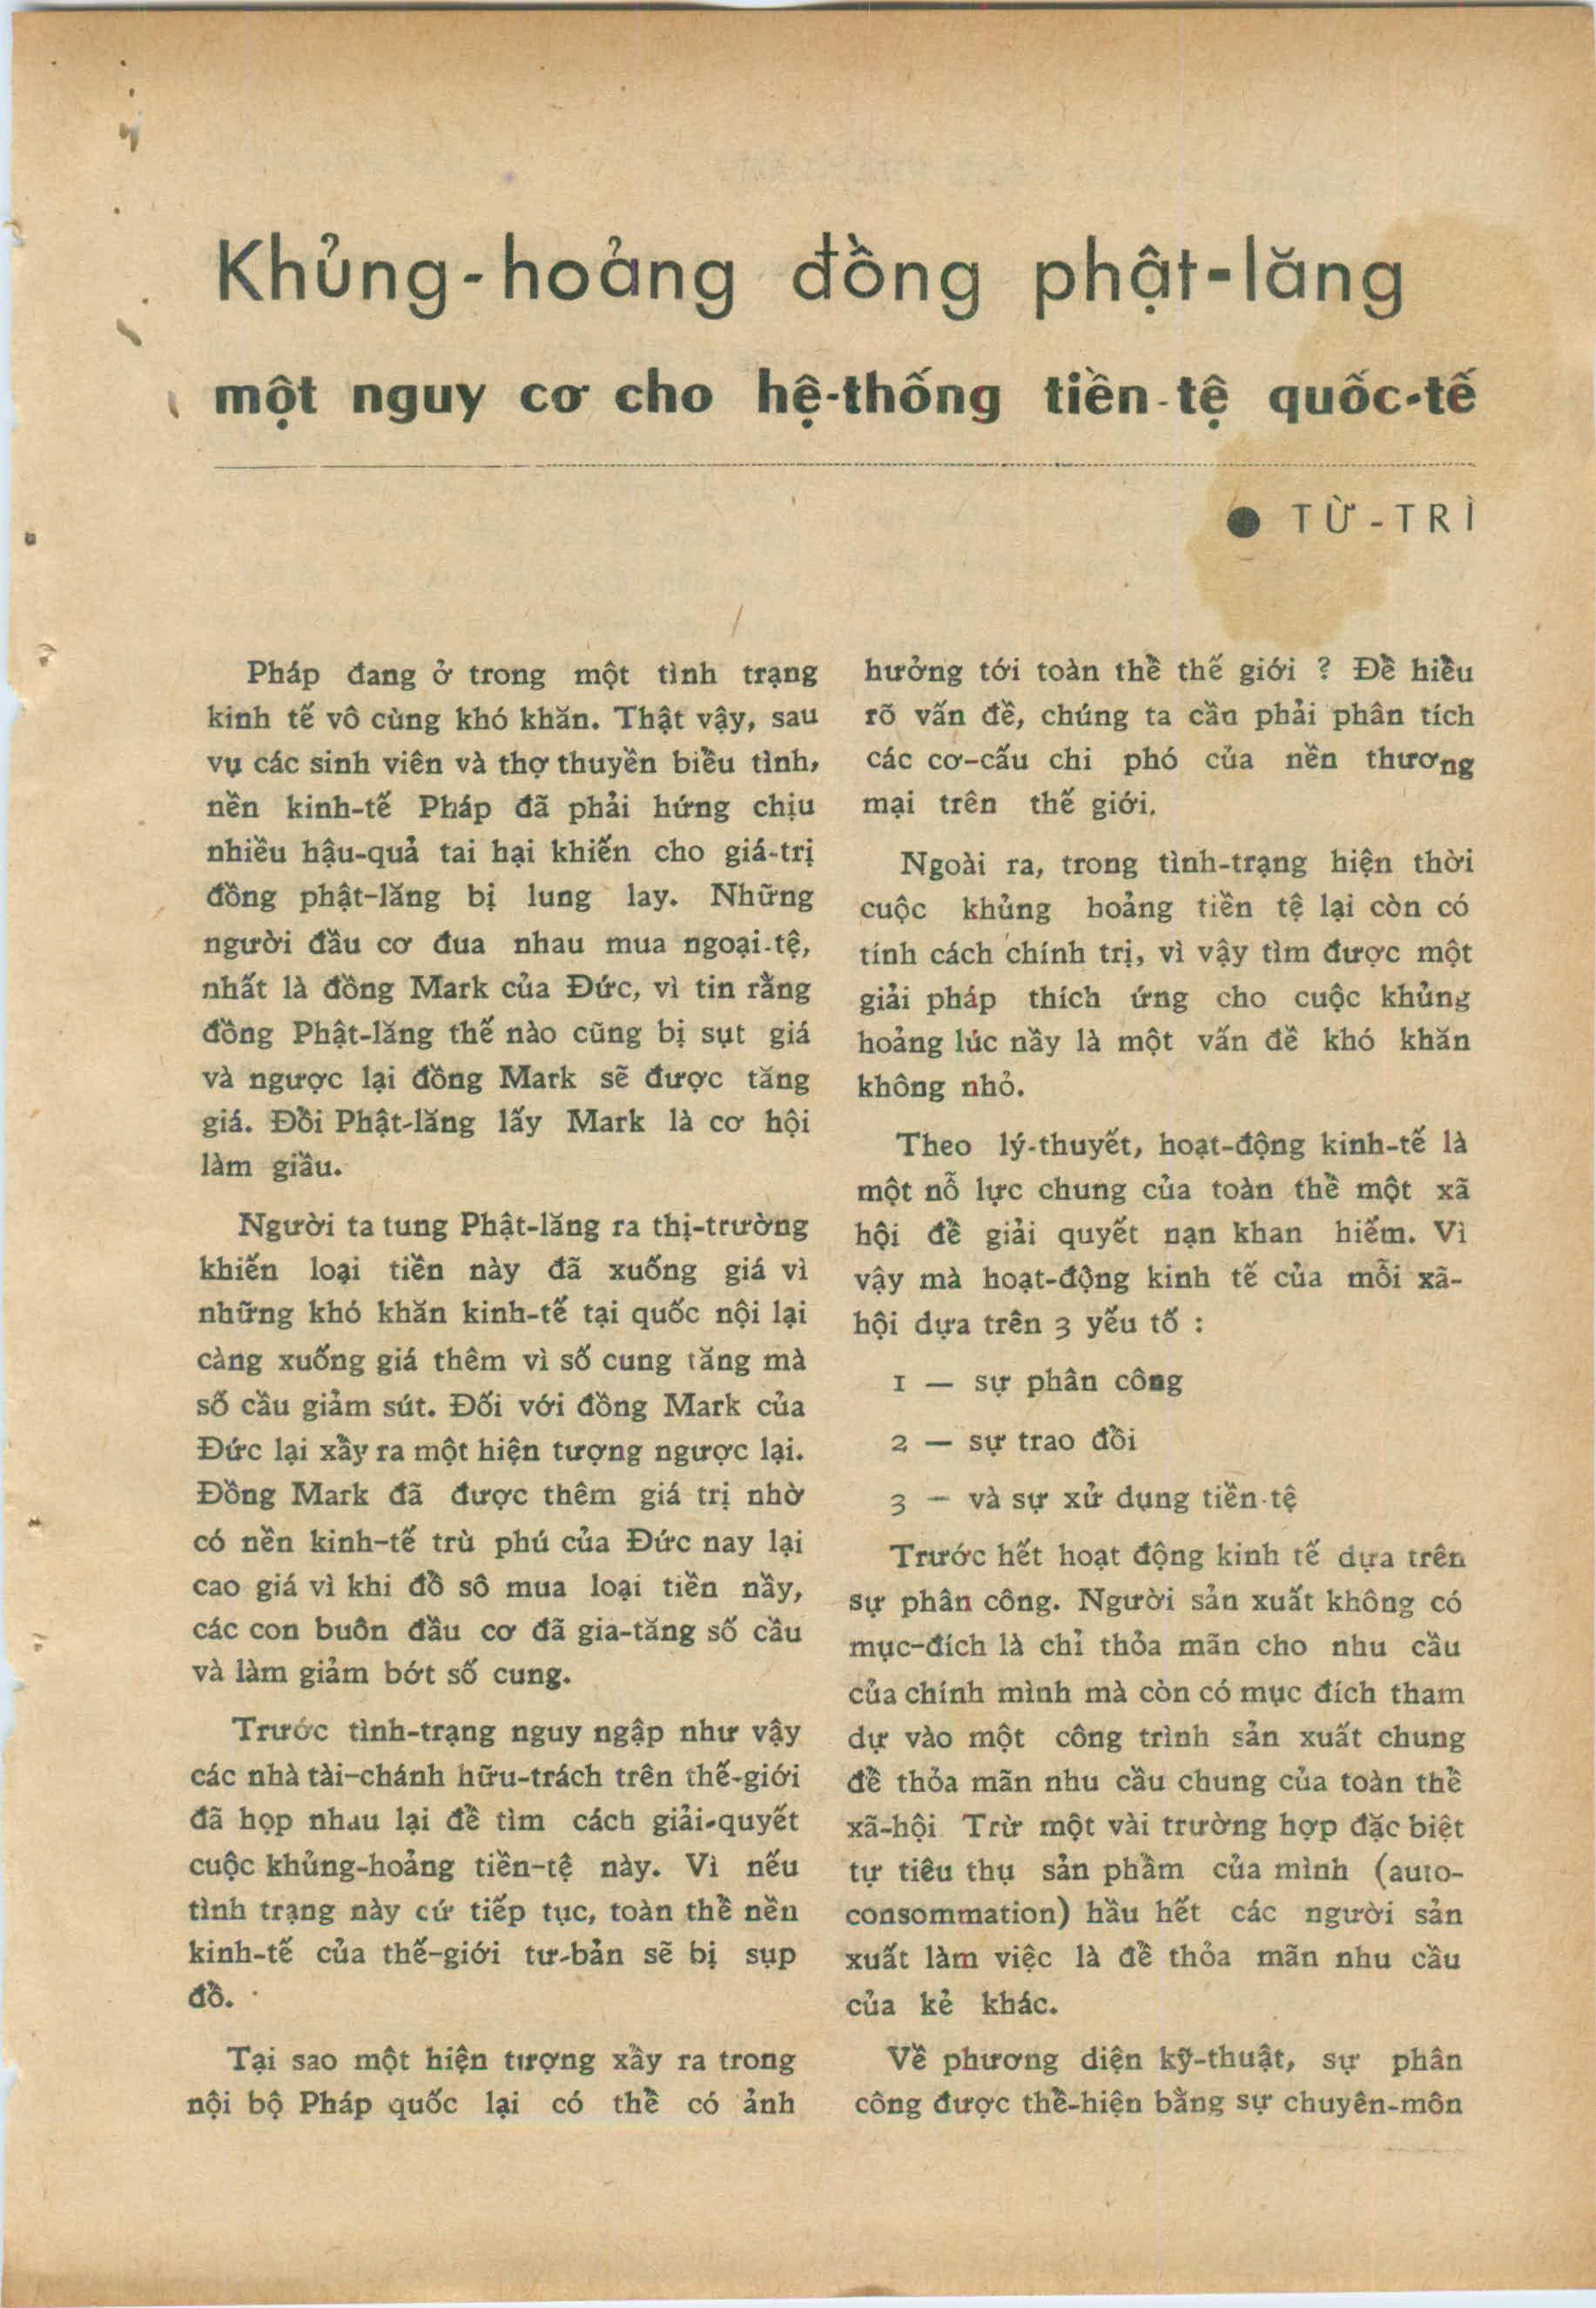 Khủng-hoảng đồng phật-lăng
một nguy cơ cho hệ-thống tiền-tệ quốc-tế
● TỪ-TRÌ
Pháp đang ở trong một tình trạng
kinh tế vô cùng khó khăn. Thật vậy, sau
vụ các sinh viên và thợ thuyền biểu tình,
nền kinh-tế Pháp đã phải hứng chịu
nhiều hậu-quả tai hại khiến cho giá-trị
đồng phật-lăng bị lung lay. Những
người đầu cơ đua nhau mua ngoại-tệ,
nhất là đồng Mark của Đức, vì tin rằng
đồng Phật-lăng thế nào cũng bị sụt giá
và ngược lại đồng Mark sẽ được tăng
giá. Đổi Phật-lăng lấy Mark là cơ hội
làm giầu.
Người ta tung Phật-lăng ra thị-trường
khiến loại tiền này đã xuống giá vì
những khó khăn kinh-tế tại quốc nội lại
càng xuống giá thêm vì số cung tăng mà
số cầu giảm sút. Đối với đồng Mark của
Đức lại xẩy ra một hiện tượng ngược lại.
Đồng Mark đã được thêm giá trị nhờ
có nền kinh-tế trù phú của Đức nay lại
cao giá vì khi đổ sô mua loại tiền nầy,
các con buôn đầu cơ đã gia-tăng số cầu
và làm giảm bớt số cung.
Trước tình-trạng nguy ngập như vậy
các nhà tài-chánh hữu-trách trên thế-giới
đã họp nhau lại để tìm cách giải-quyết
cuộc khủng-hoảng tiền-tệ này. Vì nếu
tình trạng này cứ tiếp tục, toàn thể nền
kinh-tế của thế-giới tư-bản sẽ bị sụp
đổ.
Tại sao một hiện tượng xẩy ra trong
nội bộ Pháp quốc lại có thể có ảnh
hưởng tới toàn thể thế giới ? Để hiểu
rõ vấn đề, chúng ta cần phải phân tích
các cơ-cấu chi phó của nền thương
mại trên thế giới.
Ngoài ra, trong tình-trạng hiện thời
cuộc khủng hoảng tiền tệ lại còn có
tính cách chính trị, vì vậy tìm được một
giải pháp thích ứng cho cuộc khủng
hoảng lúc nầy là một vấn đề khó khăn
không nhỏ.
Theo lý-thuyết, hoạt-động kinh-tế là
một nỗ lực chung của toàn thể một xã
hội để giải quyết nạn khan hiếm. Vì
vậy mà hoạt-động kinh tế của mỗi xã-
hội dựa trên 3 yếu tố :
1 — sự phân công
2 — sự trao đổi
3 — và sự xử dụng tiền-tệ
Trước hết hoạt động kinh tế dựa trên
sự phân công. Người sản xuất không có
mục-đích là chỉ thỏa mãn cho nhu cầu
của chính mình mà còn có mục đích tham
dự vào một công trình sản xuất chung
để thỏa mãn nhu cầu chung của toàn thể
xã-hội Trừ một vài trường hợp đặc biệt
tự tiêu thụ sản phẩm của mình (auto-
consommation) hầu hết các người sản
xuất làm việc là để thỏa mãn nhu cầu
của kẻ khác.
Về phương diện kỹ-thuật, sự phân
công được thể-hiện bằng sự chuyên-môn